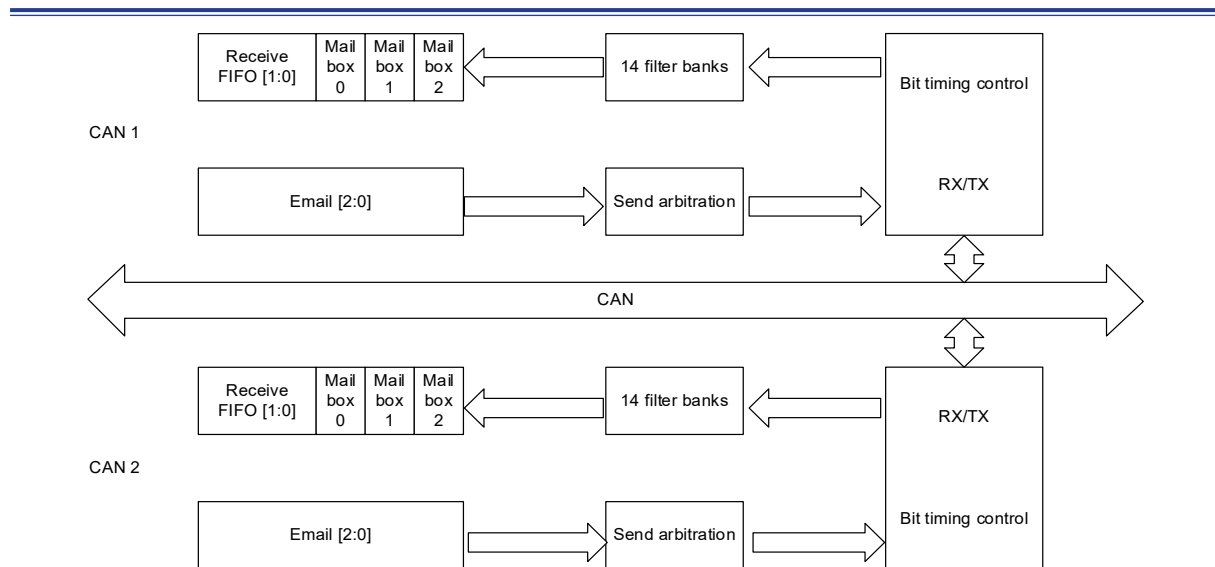 Receive
FIFO [1:0]
Mail
box
0
Mail
box
1
Mail
box
2
14 filter banks
Bit timing control
CAN 1
RX/TX
Email [2:0]
Send arbitration
CAN
Receive
FIFO [1:0]
Mail
box
0
Mail
box
1
Mail
box
2
14 filter banks
RX/TX
CAN 2
Bit timing control
Email [2:0]
Send arbitration